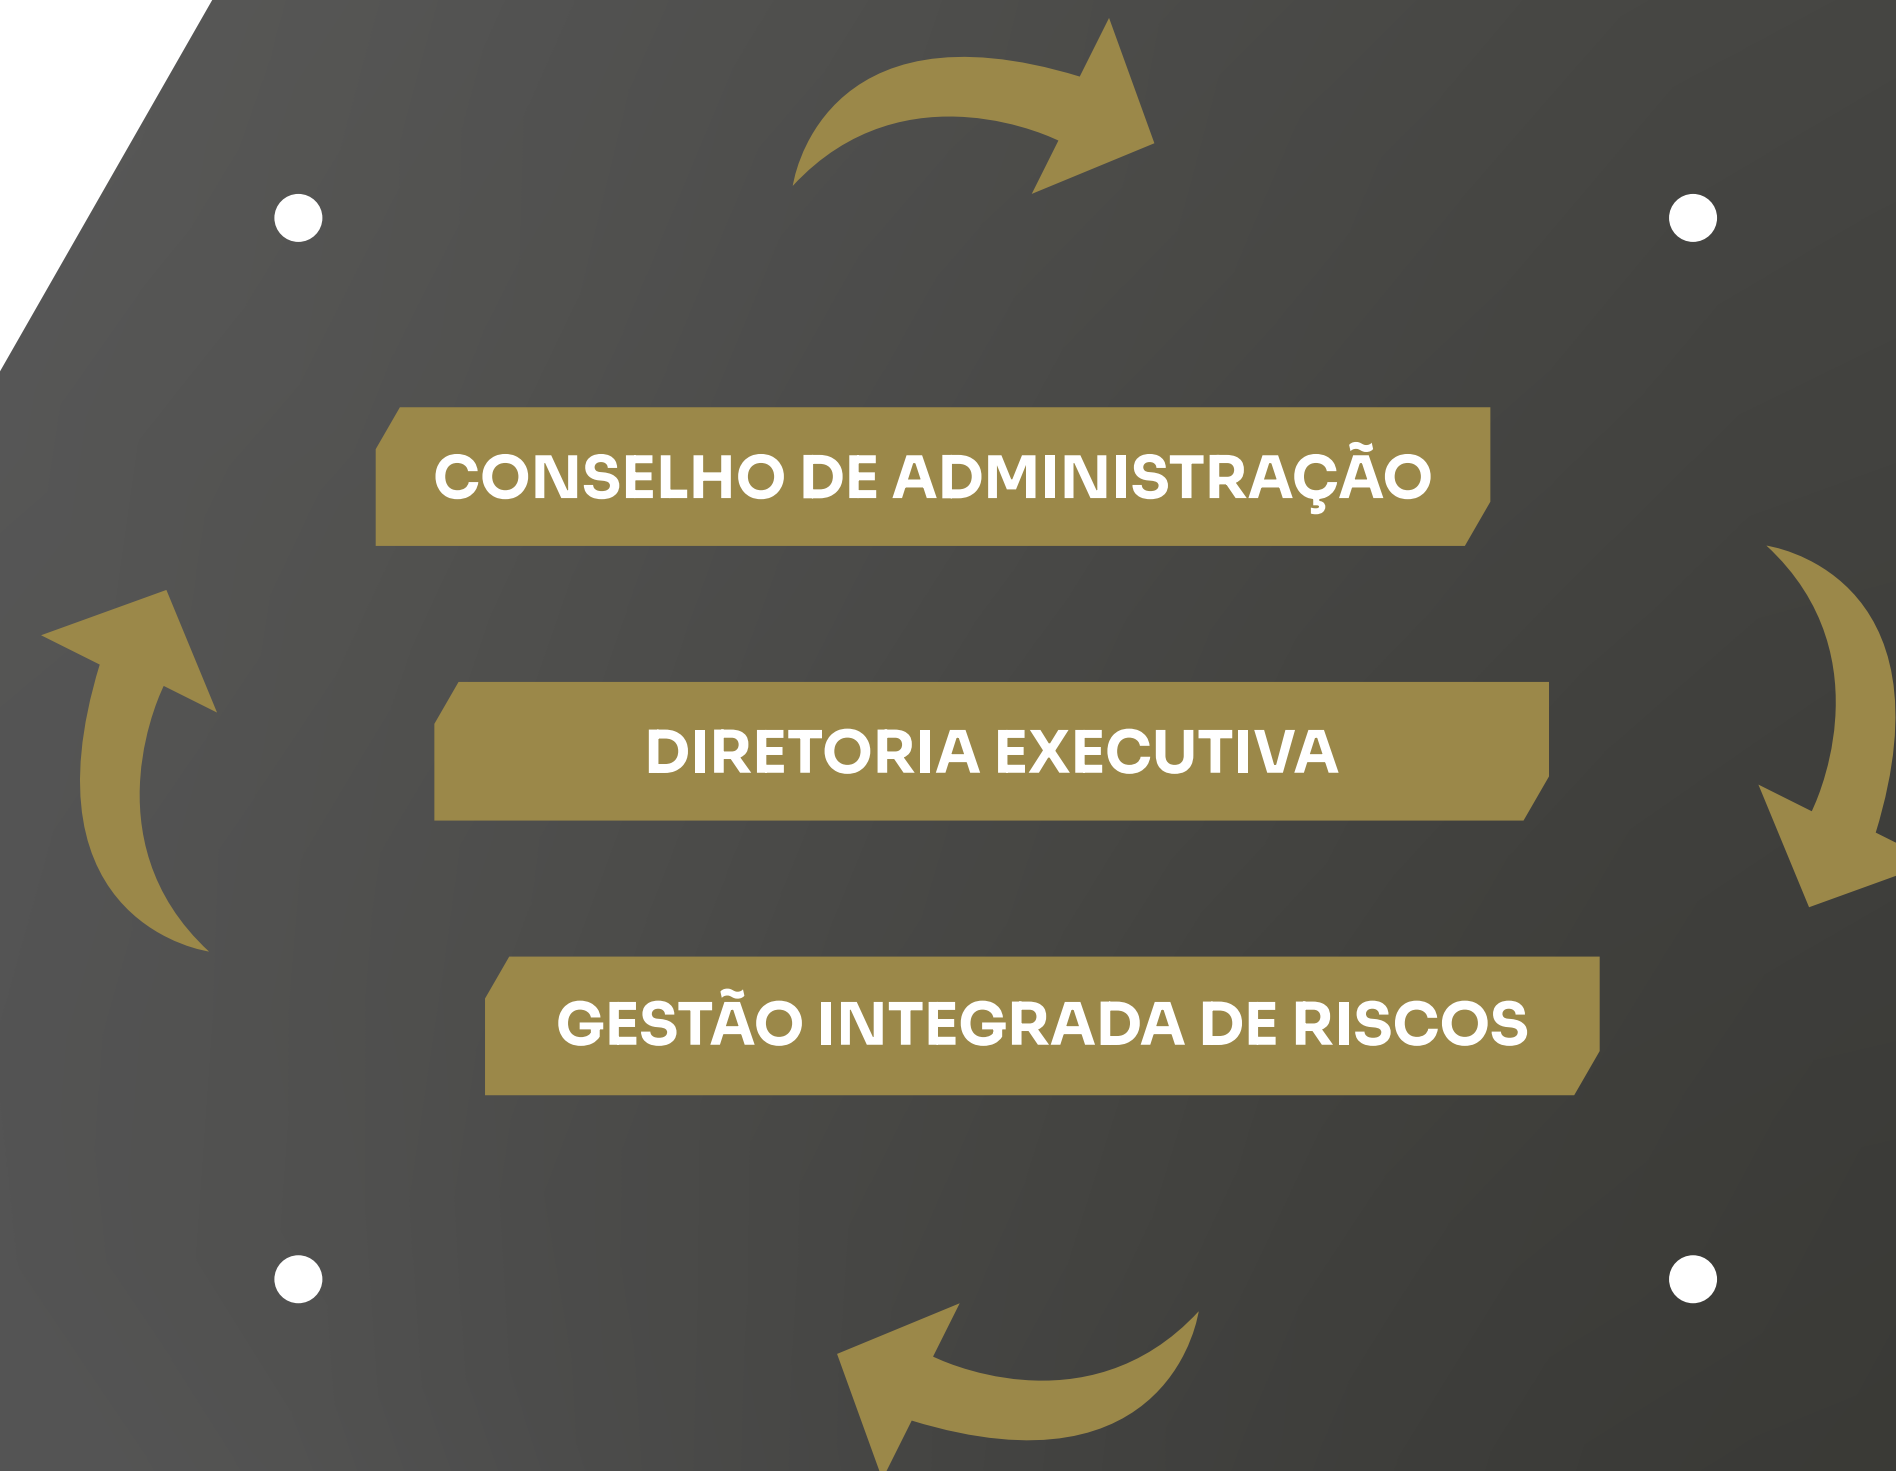 CONSELHO DE ADMINISTRAÇÃO
DIRETORIA EXECUTIVA
GESTÃO INTEGRADA DE RISCOS